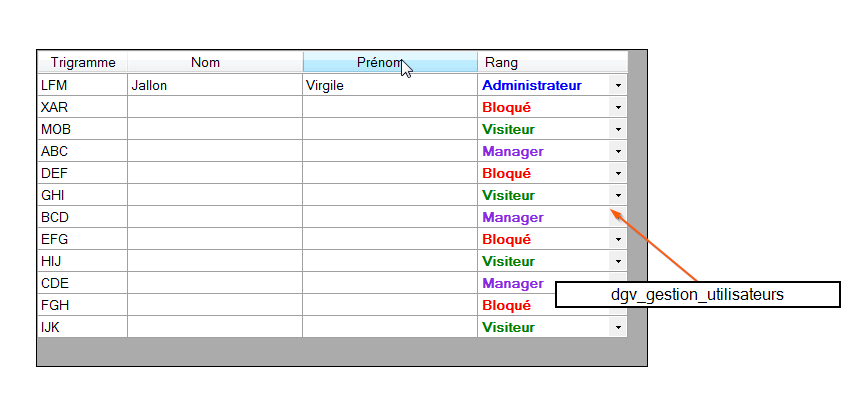 Trigramme Nom Prénom Rang
LFM Jallon Virgile Administrateur
XAR Bloqué
MOB Visiteur
ABC Manager
DEF Bloqué
GHI Visiteur
BCD Manager
EFG Bloqué
HIJ Visiteur
CDE Manager
dgv_gestion_utilisateurs
FGH Bloqué
IJK Visiteur